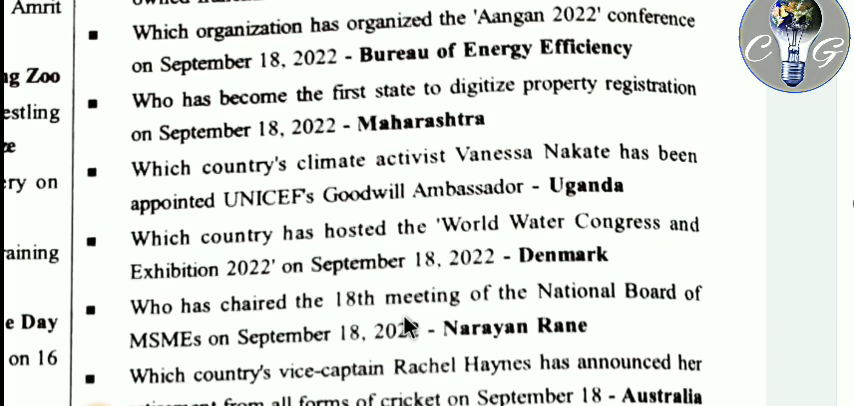 Amrit
ng Zoo
estling
ery on
raining
e Day
on 16
Which organization has organized the 'Aangan 2022' conference
on September 18, 2022 - Bureau of Energy Efficiency
Who has become the first state to digitize property registration
on September 18, 2022 - Maharashtra
Which country's climate activist Vanessa Nakate has been
appointed UNICEF's Goodwill Ambassador - Uganda
Which country has hosted the 'World Water Congress and
Exhibition 2022' on September 18, 2022 - Denmark
Who has chaired the 18th meeting of the National Board of
MSMEs on September 18, 2022 - Narayan Rane
Which country's vice-captain Rachel Haynes has announced her
from all forms of cricket on September 18 - Australia
C G